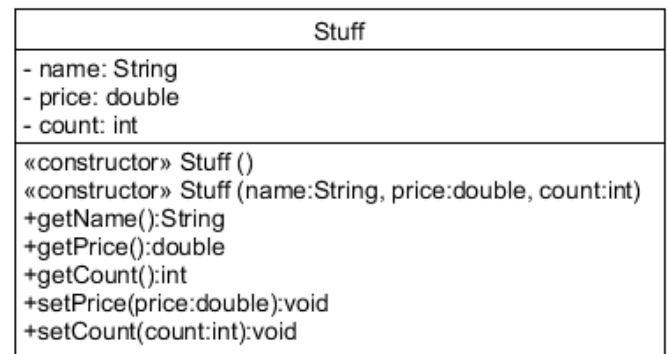 Stuff
- name: String
- price: double
- count: int
«constructor» Stuff ()
«constructor» Stuff (name:String, price:double, count:int)
+getName():String
+getPrice():double
+getCount():int
+setPrice(price:double):void
+setCount(count:int):void